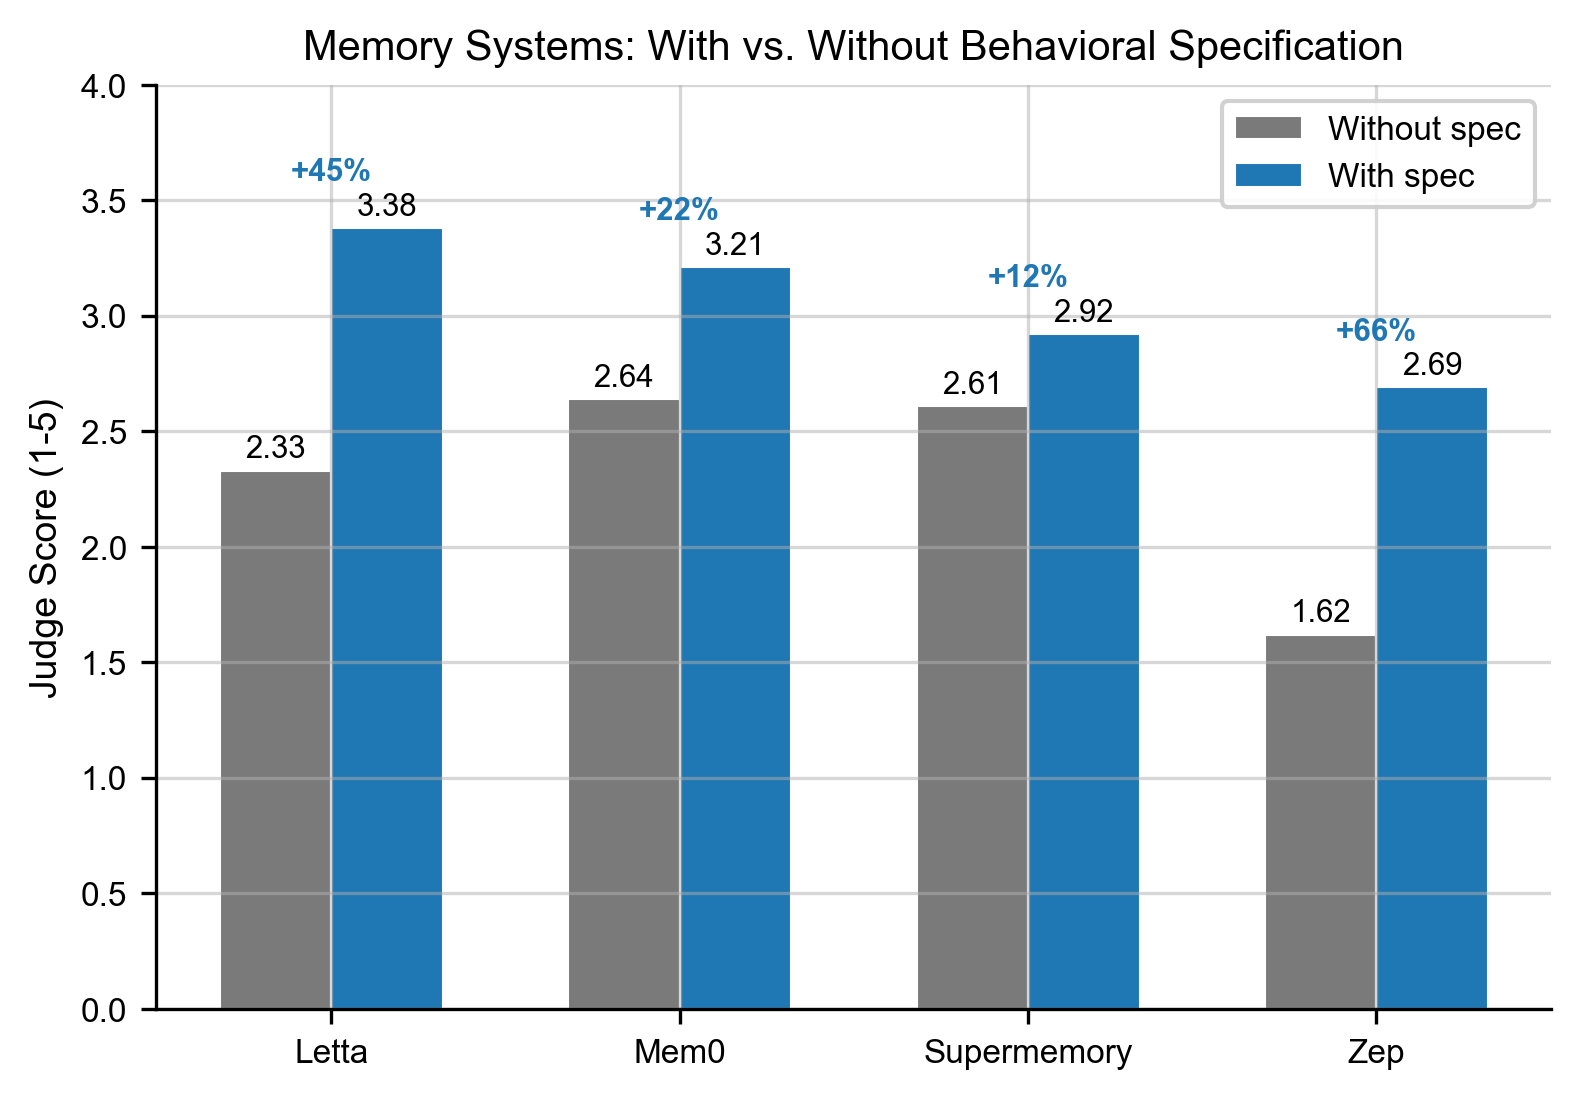 Memory Systems: With vs. Without Behavioral Specification
Judge Score (1-5)
4.0
3.5
3.0
2.5
2.0
1.5
1.0
0.5
0.0
Without spec
With spec
+45%
2.33
3.38
+22%
2.64
3.21
+12%
2.61
2.92
+66%
1.62
2.69
Letta
Mem0
Supermemory
Zep